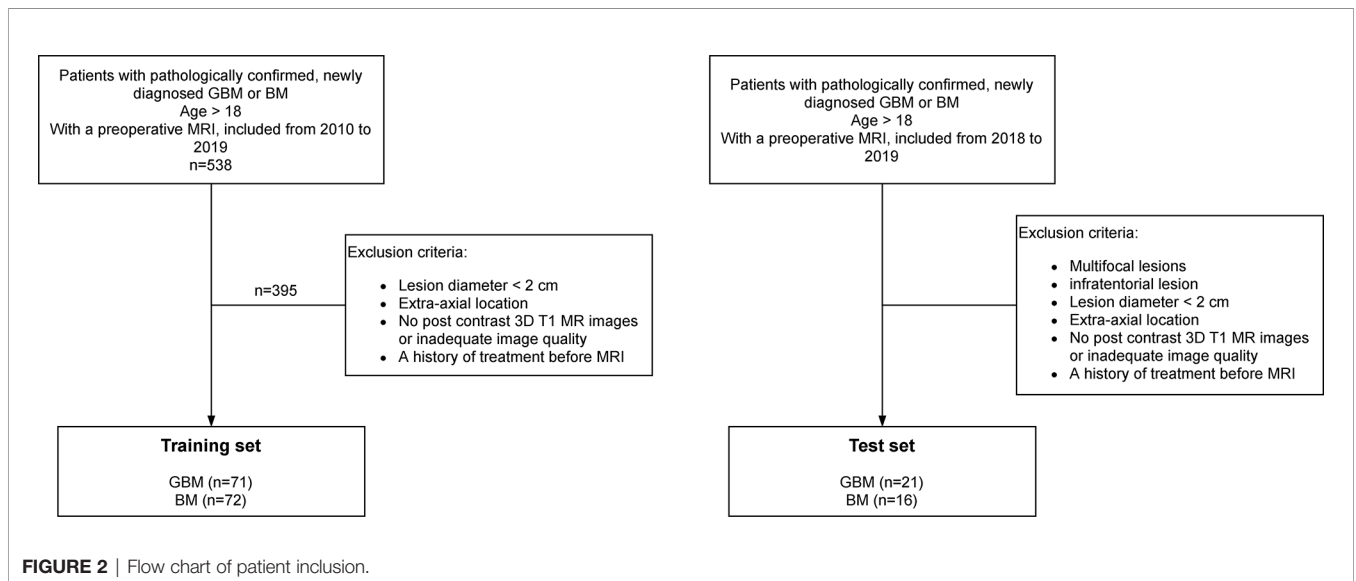 Patients with pathologically confirmed, newly
diagnosed GBM or BM
Age > 18
With a preoperative MRI, included from 2010 to
2019
n=538
n=395
Exclusion criteria:
• Lesion diameter < 2 cm
• Extra-axial location
• No post contrast 3D T1 MR images
or inadequate image quality
• A history of treatment before MRI
Training set
GBM (n=71)
BM (n=72)
Patients with pathologically confirmed, newly
diagnosed GBM or BM
Age > 18
With a preoperative MRI, included from 2018 to
2019
Exclusion criteria:
• Multifocal lesions
• infratentorial lesion
• Lesion diameter < 2 cm
• Extra-axial location
• No post contrast 3D T1 MR images
or inadequate image quality
• A history of treatment before MRI
Test set
GBM (n=21)
BM (n=16)
FIGURE 2 | Flow chart of patient inclusion.